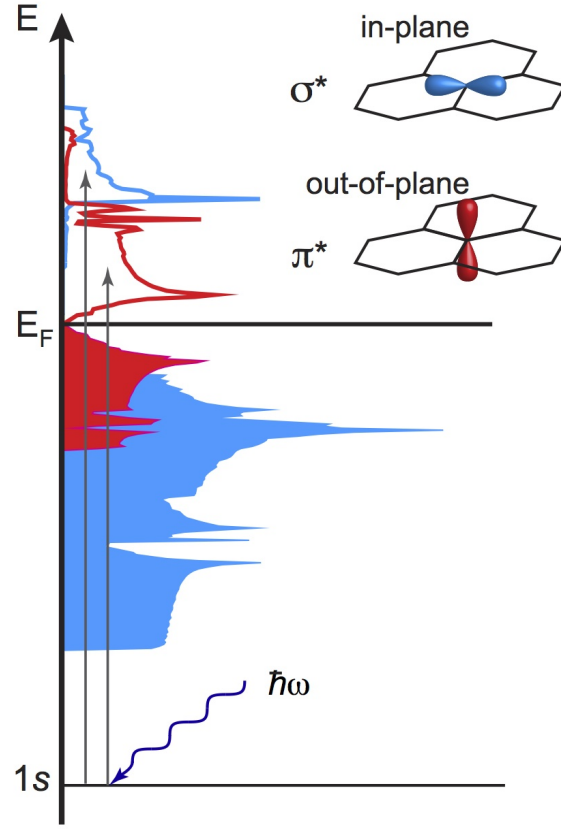 E
in-plane
σ*
out-of-plane
π*
E_F
ħω
1s